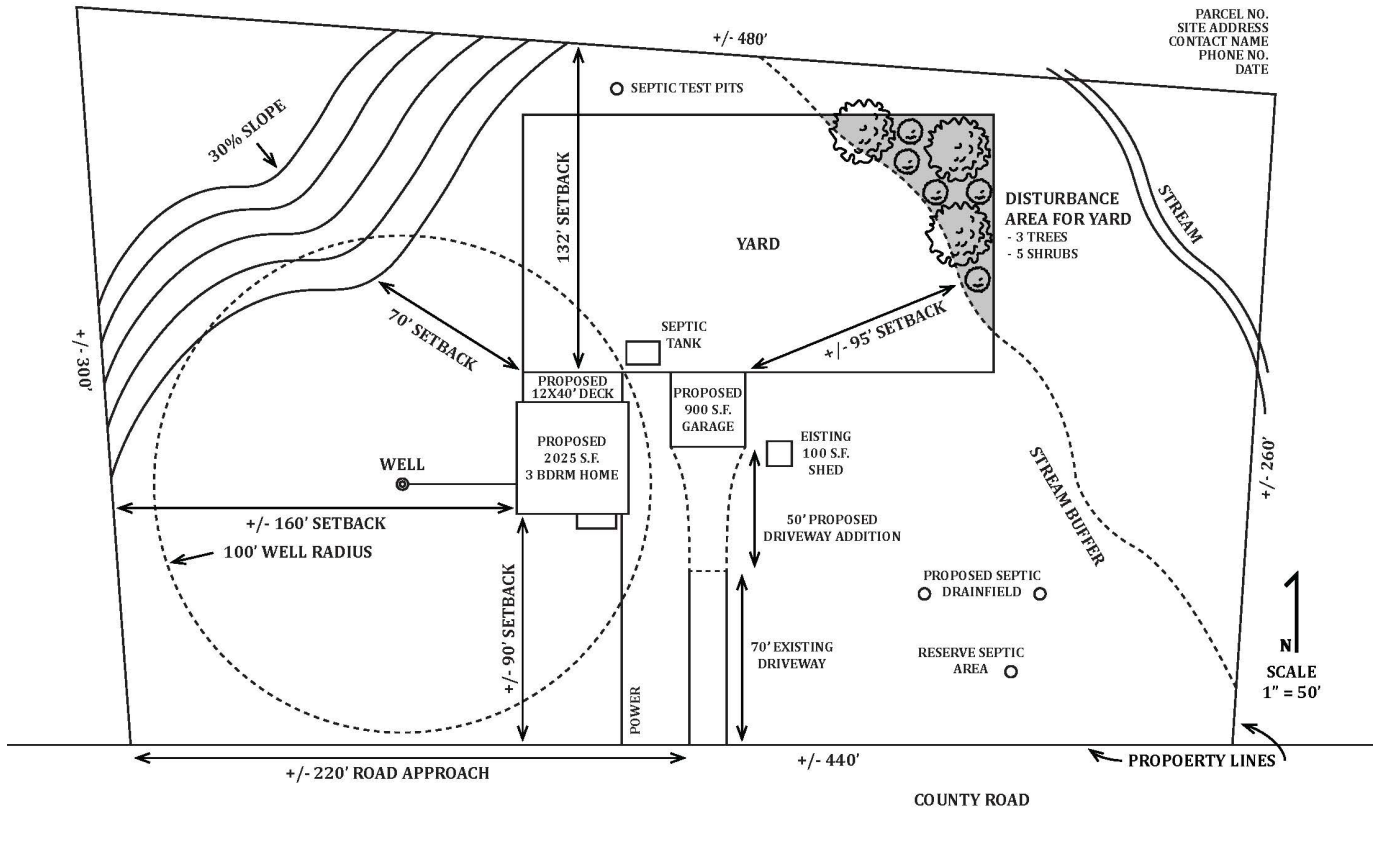 PARCEL NO.
SITE ADDRESS
CONTACT NAME
PHONE NO.
DATE
+/- 480'
SEPTIC TEST PITS
30% SLOPE
132' SETBACK
YARD
DISTURBANCE
AREA FOR YARD
- 3 TREES
- 5 SHRUBS
STREAM
70' SETBACK
SEPTIC
TANK
+/- 95' SETBACK
+/- 300'
PROPOSED
12X40' DECK
PROPOSED
900 S.F.
GARAGE
PROPOSED
2025 S.F.
3 BDRM HOME
EISTING
100 S.F.
SHED
WELL
+/- 260'
STREAM BUFFER
+/- 160' SETBACK
100' WELL RADIUS
50' PROPOSED
DRIVEWAY ADDITION
PROPOSED SEPTIC
DRAINFIELD
+/- 90' SETBACK
70' EXISTING
DRIVEWAY
RESERVE SEPTIC
AREA
N
SCALE
1" = 50'
POWER
+/- 220' ROAD APPROACH
+/- 440'
PROPOERTY LINES
COUNTY ROAD